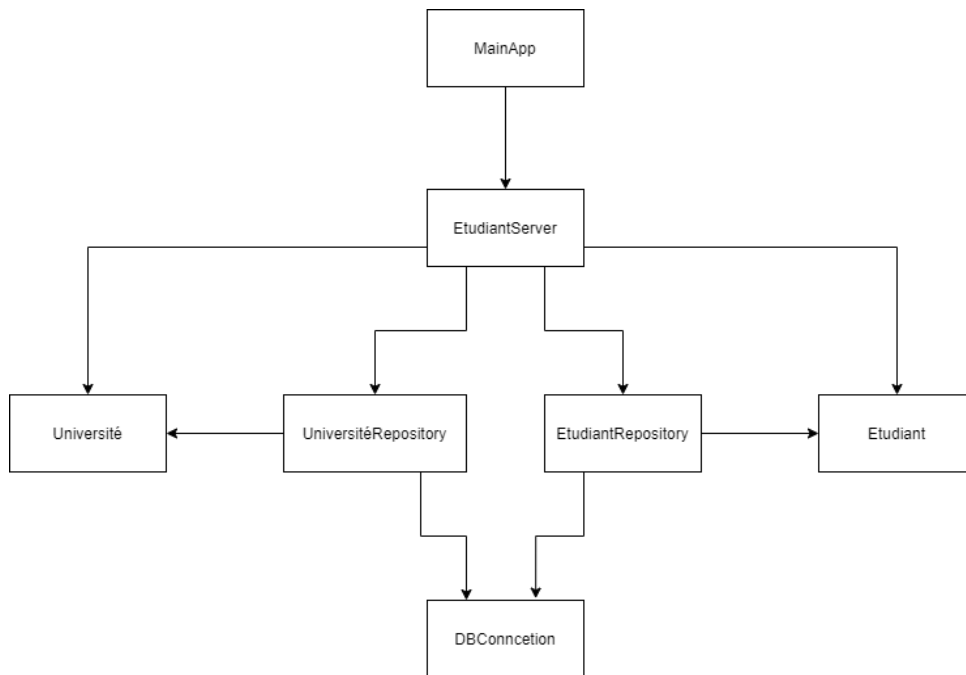 MainApp
EtudiantServer
Université
UniversitéRepository
EtudiantRepository
Etudiant
DBConncetion